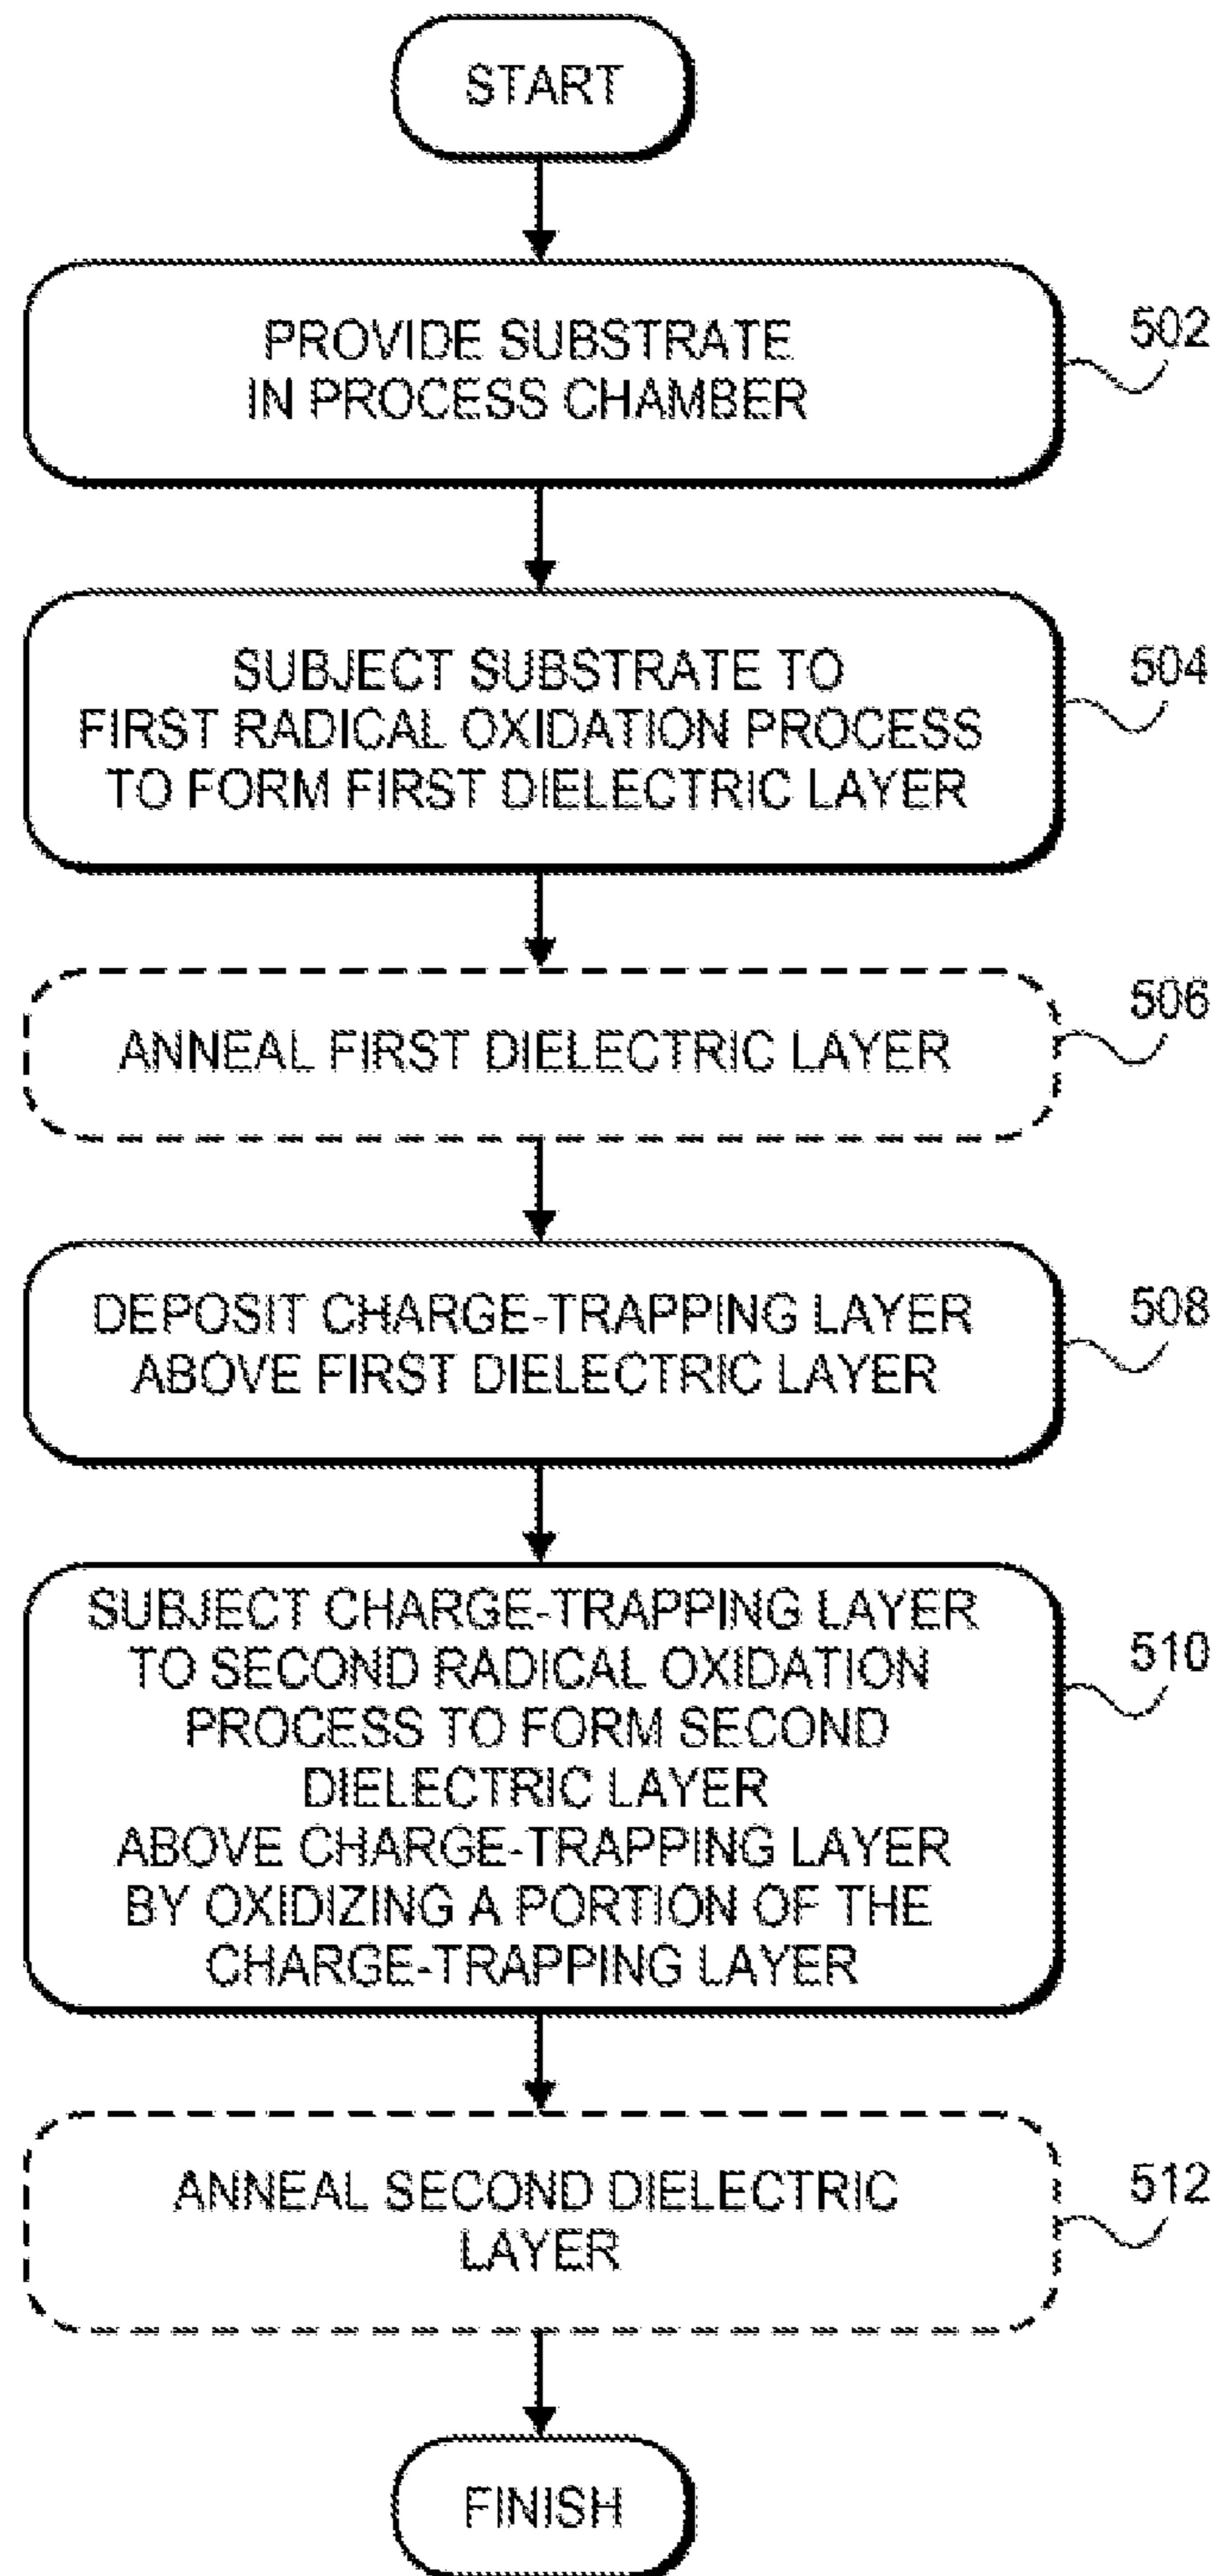 START
PROVIDE SUBSTRATE
IN PROCESS CHAMBER
502
SUBJECT SUBSTRATE TO
FIRST RADICAL OXIDATION PROCESS
TO FORM FIRST DIELECTRIC LAYER
504
ANNEAL FIRST DIELECTRIC LAYER
506
DEPOSIT CHARGE-TRAPPING LAYER
ABOVE FIRST DIELECTRIC LAYER
508
SUBJECT CHARGE-TRAPPING LAYER
TO SECOND RADICAL OXIDATION
PROCESS TO FORM SECOND
DIELECTRIC LAYER
ABOVE CHARGE-TRAPPING LAYER
BY OXIDIZING A PORTION OF THE
CHARGE-TRAPPING LAYER
510
ANNEAL SECOND DIELECTRIC
LAYER
512
FINISH